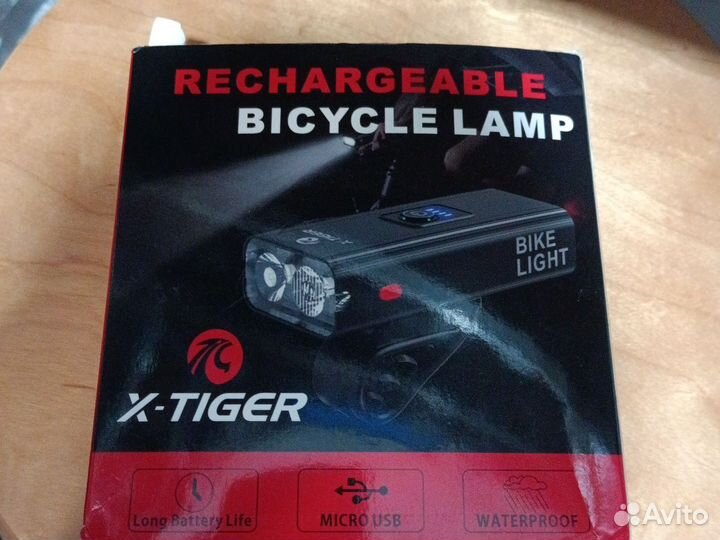 RECHARGEABLE
BICYCLE LAMP
X-TIGER
BIKE
LIGHT
X-TIGER
Long Battery Life
MICRO USB
WATERPROOF
Avito